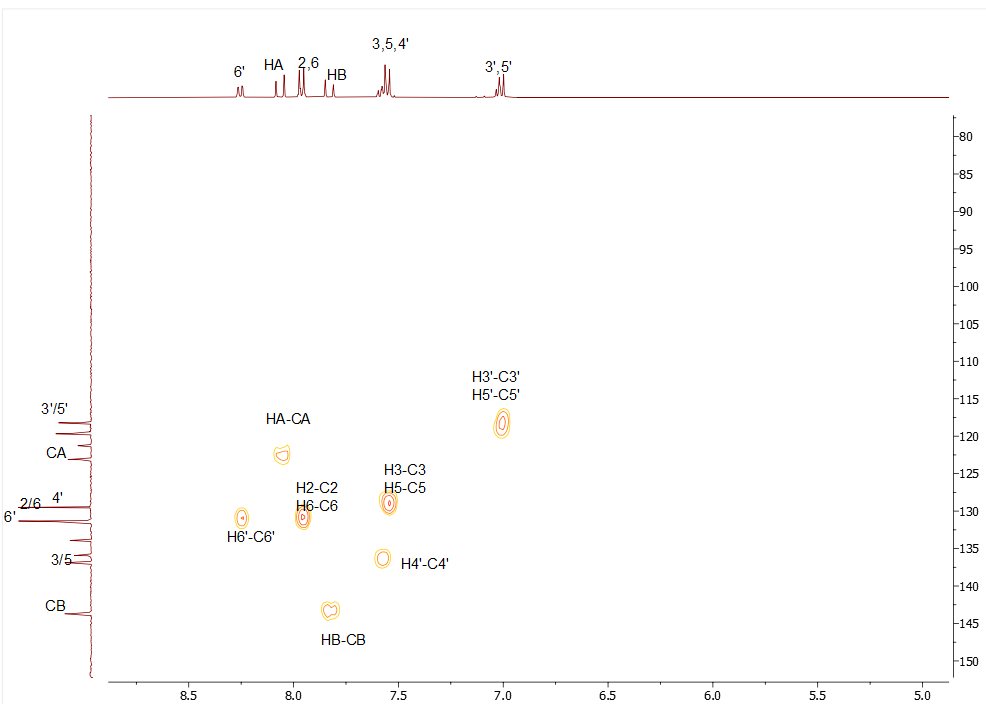 3,5,4'
6'
HA
2,6
HB
3',5'
80
85
90
95
100
105
110
115
120
125
130
135
140
145
150
3'/5'
CA
4'
2/6
6'
3/5
CB
H3'-C3'
H5'-C5'
HA-CA
H3-C3
H5-C5
H2-C2
H6-C6
H6'-C6'
H4'-C4'
HB-CB
8.5
8.0
7.5
7.0
6.5
6.0
5.5
5.0